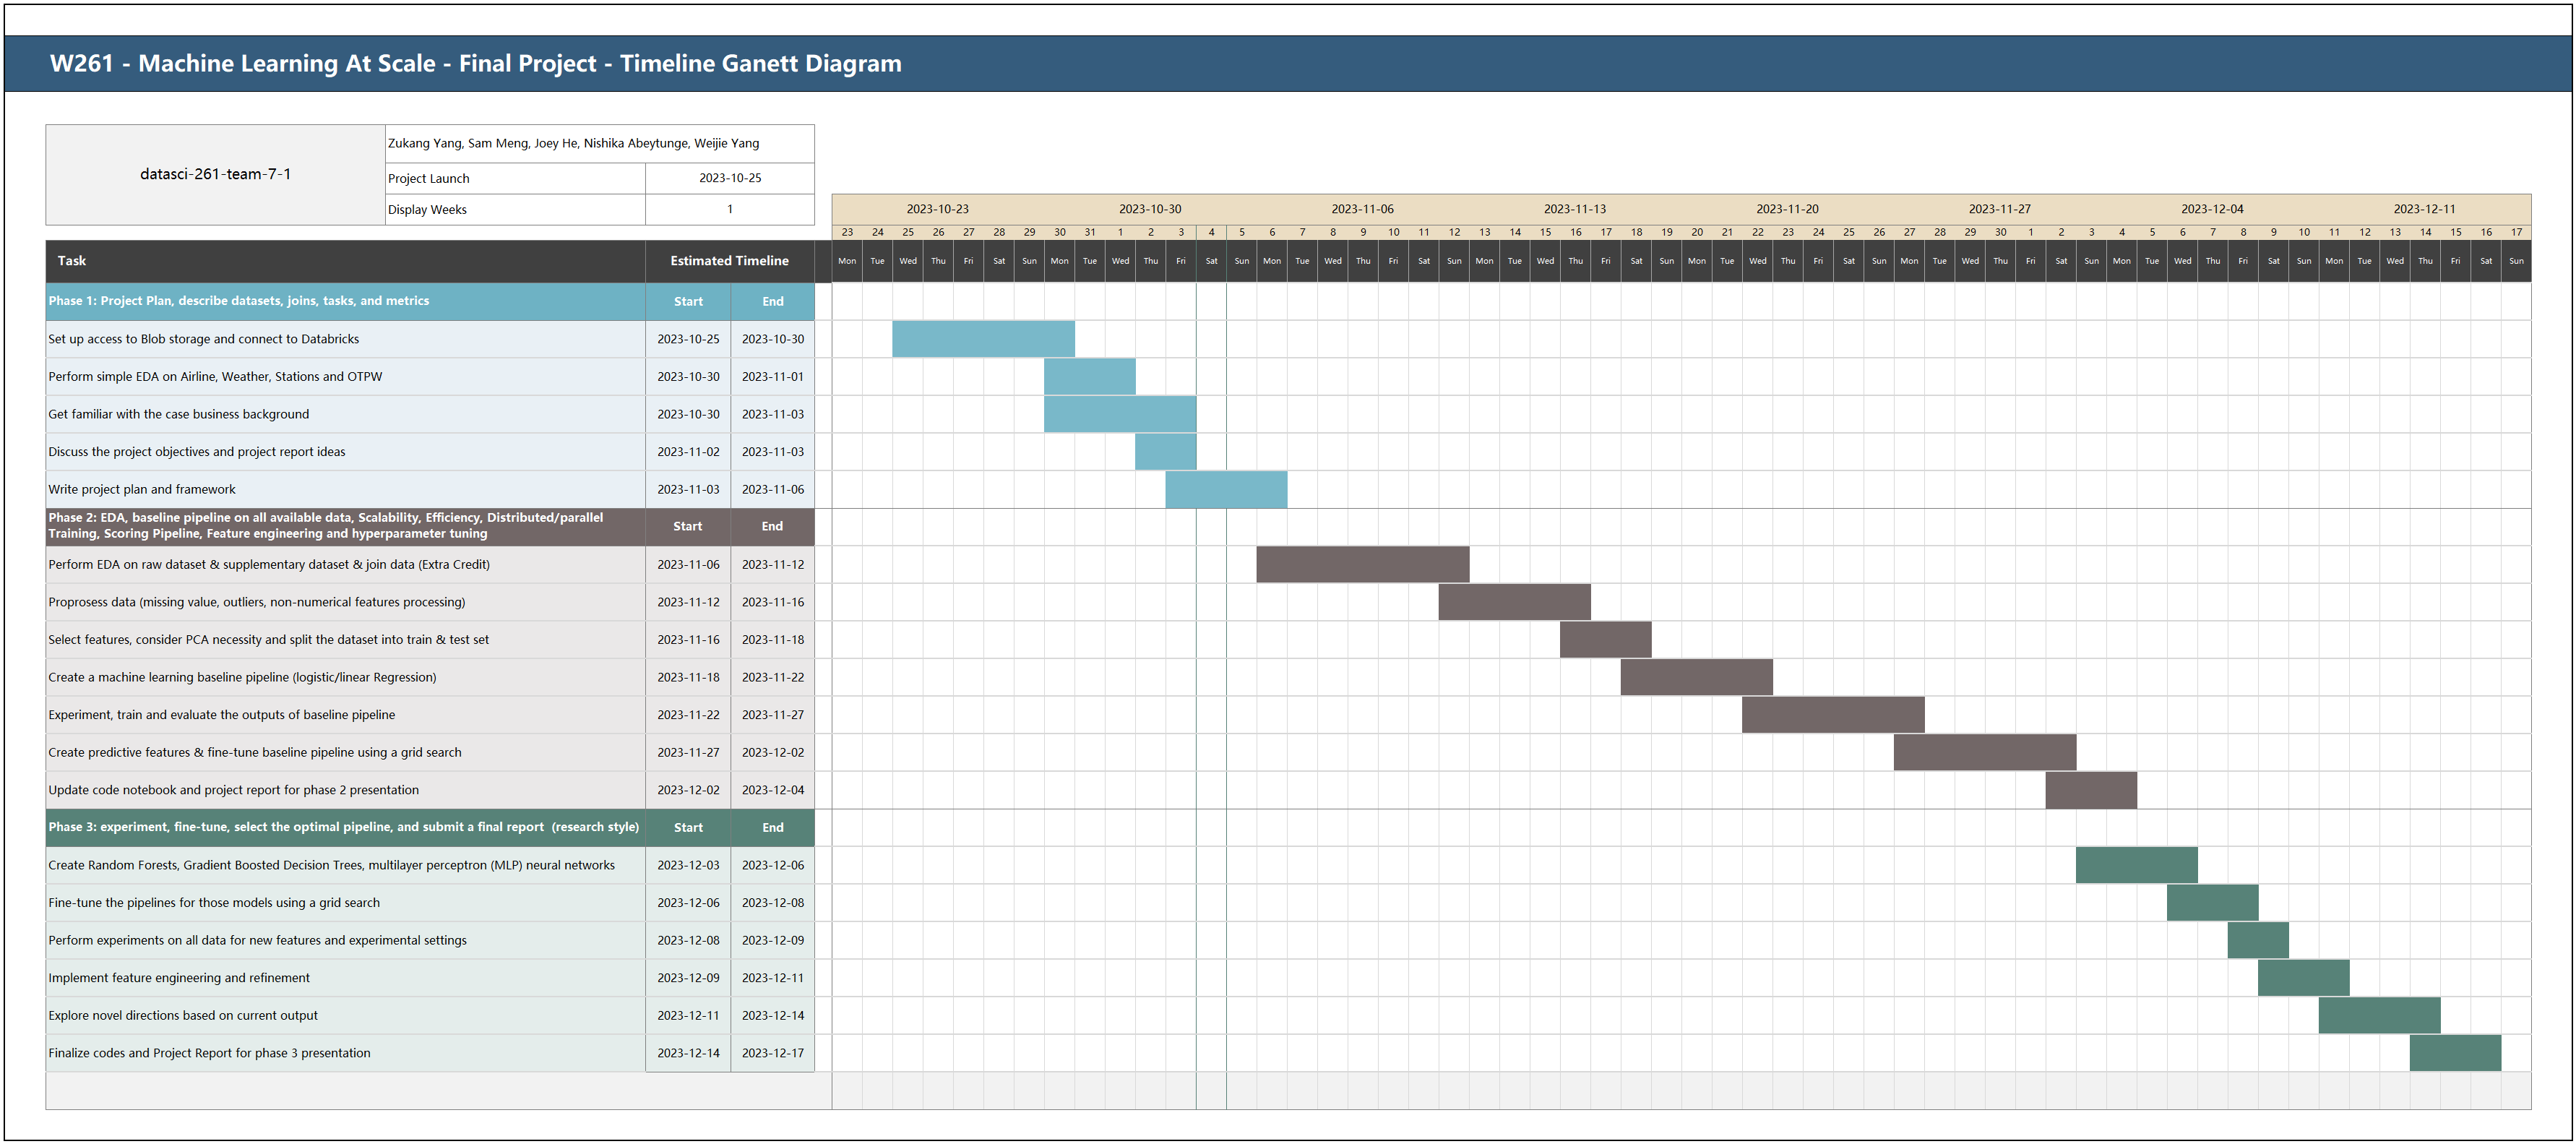 W261 - Machine Learning At Scale - Final Project - Timeline Ganett Diagram
datasci-261-team-7-1
Zukang Yang, Sam Meng, Joey He, Nishika Abeytunge, Weijie Yang
Project Launch 2023-10-25
Display Weeks 1
2023-10-23 2023-10-30 2023-11-06 2023-11-13 2023-11-20 2023-11-27 2023-12-04 2023-12-11
23 24 25 26 27 28 29 30 31 1 2 3 4 5 6 7 8 9 10 11 12 13 14 15 16 17 18 19 20 21 22 23 24 25 26 27 28 29 30 1 2 3 4 5 6 7 8 9 10 11 12 13 14 15 16 17
Task Estimated Timeline Mon Tue Wed Thu Fri Sat Sun Mon Tue Wed Thu Fri Sat Sun Mon Tue Wed Thu Fri Sat Sun Mon Tue Wed Thu Fri Sat Sun Mon Tue Wed Thu Fri Sat Sun Mon Tue Wed Thu Fri Sat Sun Mon Tue Wed Thu Fri Sat Sun Mon Tue Wed Thu Fri Sat Sun
Phase 1: Project Plan, describe datasets, joins, tasks, and metrics Start End
Set up access to Blob storage and connect to Databricks 2023-10-25 2023-10-30
Perform simple EDA on Airline, Weather, Stations and OTPW 2023-10-30 2023-11-01
Get familiar with the case business background 2023-10-30 2023-11-03
Discuss the project objectives and project report ideas 2023-11-02 2023-11-03
Write project plan and framework 2023-11-03 2023-11-06
Phase 2: EDA, baseline pipeline on all available data, Scalability, Efficiency, Distributed/parallel
Training, Scoring Pipeline, Feature engineering and hyperparameter tuning Start End
Perform EDA on raw dataset & supplementary dataset & join data (Extra Credit) 2023-11-06 2023-11-12
Proprosess data (missing value, outliers, non-numerical features processing) 2023-11-12 2023-11-16
Select features, consider PCA necessity and split the dataset into train & test set 2023-11-16 2023-11-18
Create a machine learning baseline pipeline (logistic/linear Regression) 2023-11-18 2023-11-22
Experiment, train and evaluate the outputs of baseline pipeline 2023-11-22 2023-11-27
Create predictive features & fine-tune baseline pipeline using a grid search 2023-11-27 2023-12-02
Update code notebook and project report for phase 2 presentation 2023-12-02 2023-12-04
Phase 3: experiment, fine-tune, select the optimal pipeline, and submit a final report (research style) Start End
Create Random Forests, Gradient Boosted Decision Trees, multilayer perceptron (MLP) neural networks 2023-12-03 2023-12-06
Fine-tune the pipelines for those models using a grid search 2023-12-06 2023-12-08
Perform experiments on all data for new features and experimental settings 2023-12-08 2023-12-09
Implement feature engineering and refinement 2023-12-09 2023-12-11
Explore novel directions based on current output 2023-12-11 2023-12-14
Finalize codes and Project Report for phase 3 presentation 2023-12-14 2023-12-17